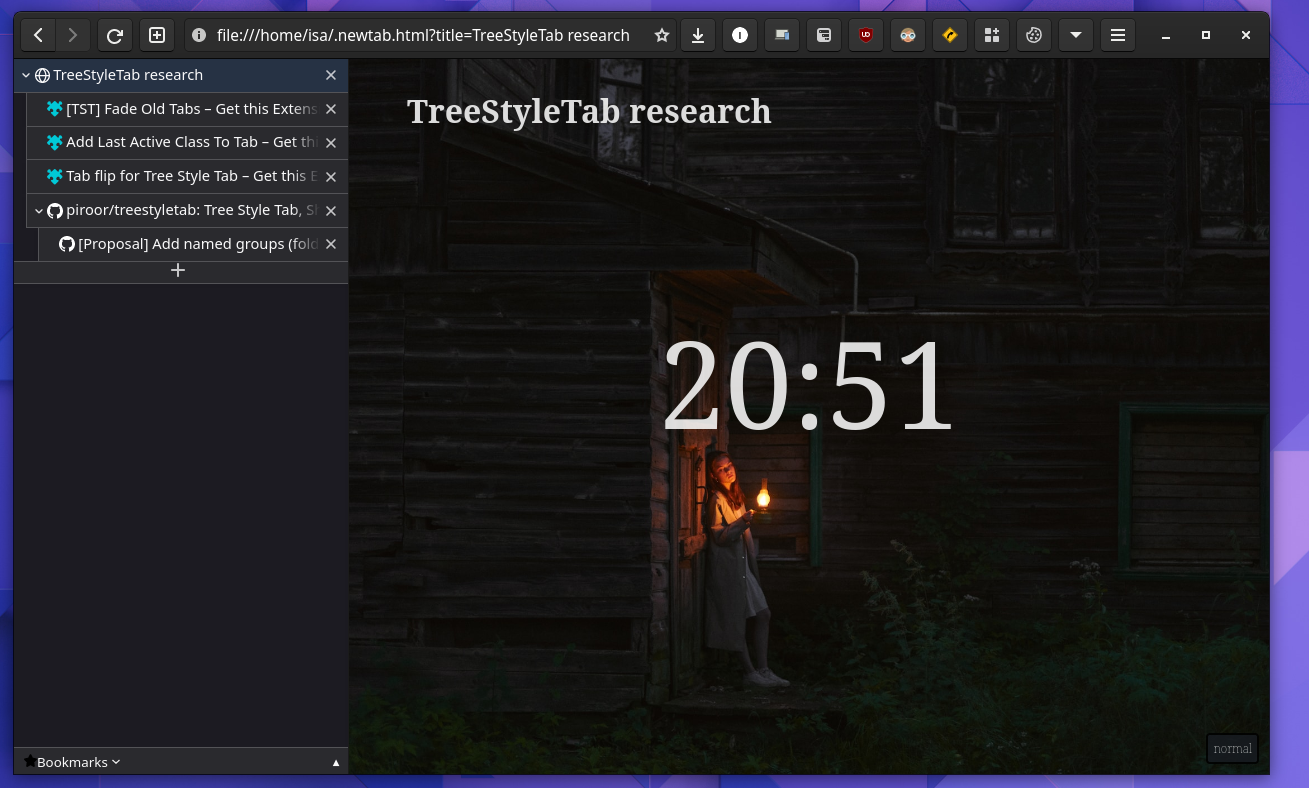 file:///home/isa/.newtab.html?title=TreeStyleTab research
TreeStyleTab research
[TST] Fade Old Tabs – Get this Extens
Add Last Active Class To Tab – Get thi
Tab flip for Tree Style Tab – Get this E
piroor/treestyletab: Tree Style Tab, Sh
[Proposal] Add named groups (fold
Bookmarks
TreeStyleTab research
20:51
normal